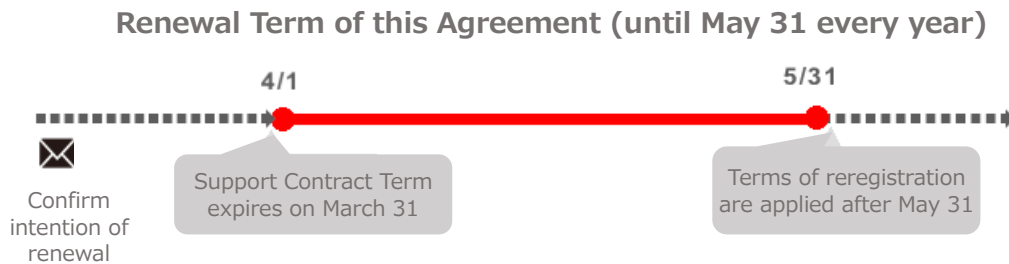 Renewal Term of this Agreement (until May 31 every year)
4/1
5/31
Support Contract Term
expires on March 31
Terms of reregistration
are applied after May 31
Confirm
intention of
renewal